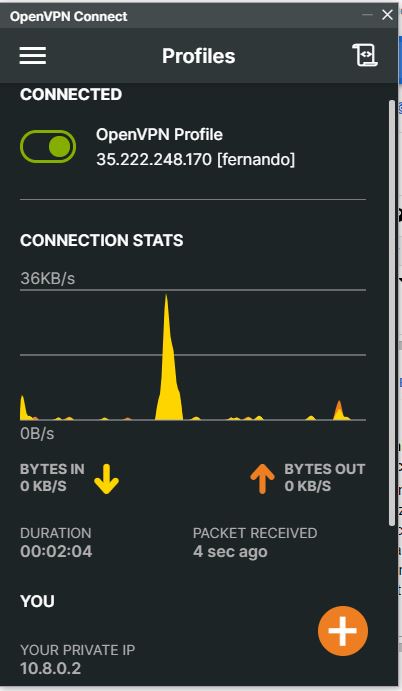 OpenVPN Connect
Profiles
CONNECTED
OpenVPN Profile
35.222.248.170 [fernando]
CONNECTION STATS
36KB/s
0B/s
BYTES IN
0 KB/S
BYTES OUT
0 KB/S
DURATION
00:02:04
PACKET RECEIVED
4 sec ago
YOU
YOUR PRIVATE IP
10.8.0.2